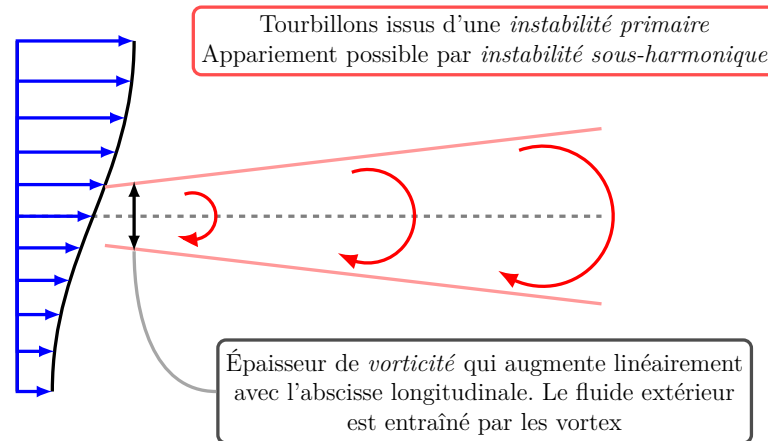 Tourbillons issus d'une instabilité primaire
Appariement possible par instabilité sous-harmonique
Épaisseur de vorticité qui augmente linéairement
avec l'abscisse longitudinale. Le fluide extérieur
est entraîné par les vortex